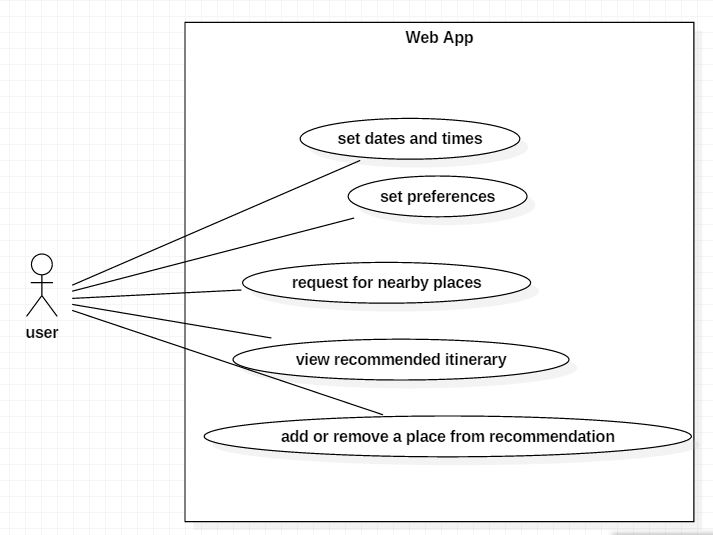 Web App
set dates and times
set preferences
request for nearby places
user
view recommended itinerary
add or remove a place from recommendation